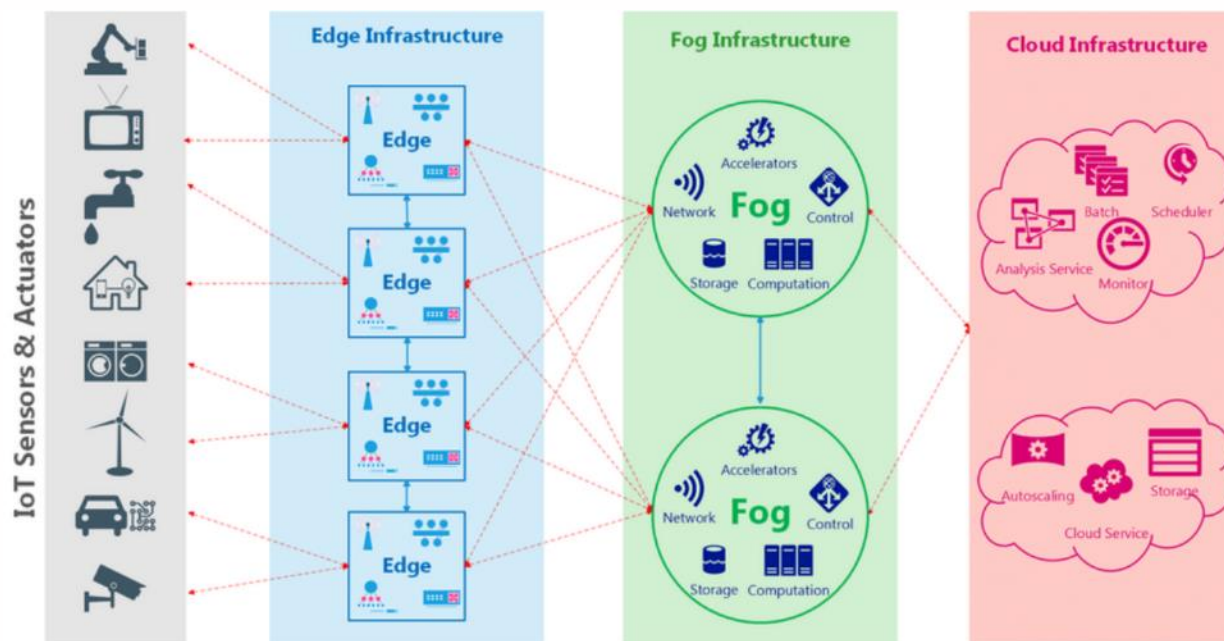 IoT Sensors & Actuators
Edge Infrastructure
Edge
Edge
Edge
Edge
Fog Infrastructure
Accelerators
Network
Fog
Control
Storage
Computation
Accelerators
Network
Fog
Control
Storage
Computation
Cloud Infrastructure
Batch
Scheduler
Analysis Service
Monitor
Autoscaling
Storage
Cloud Service